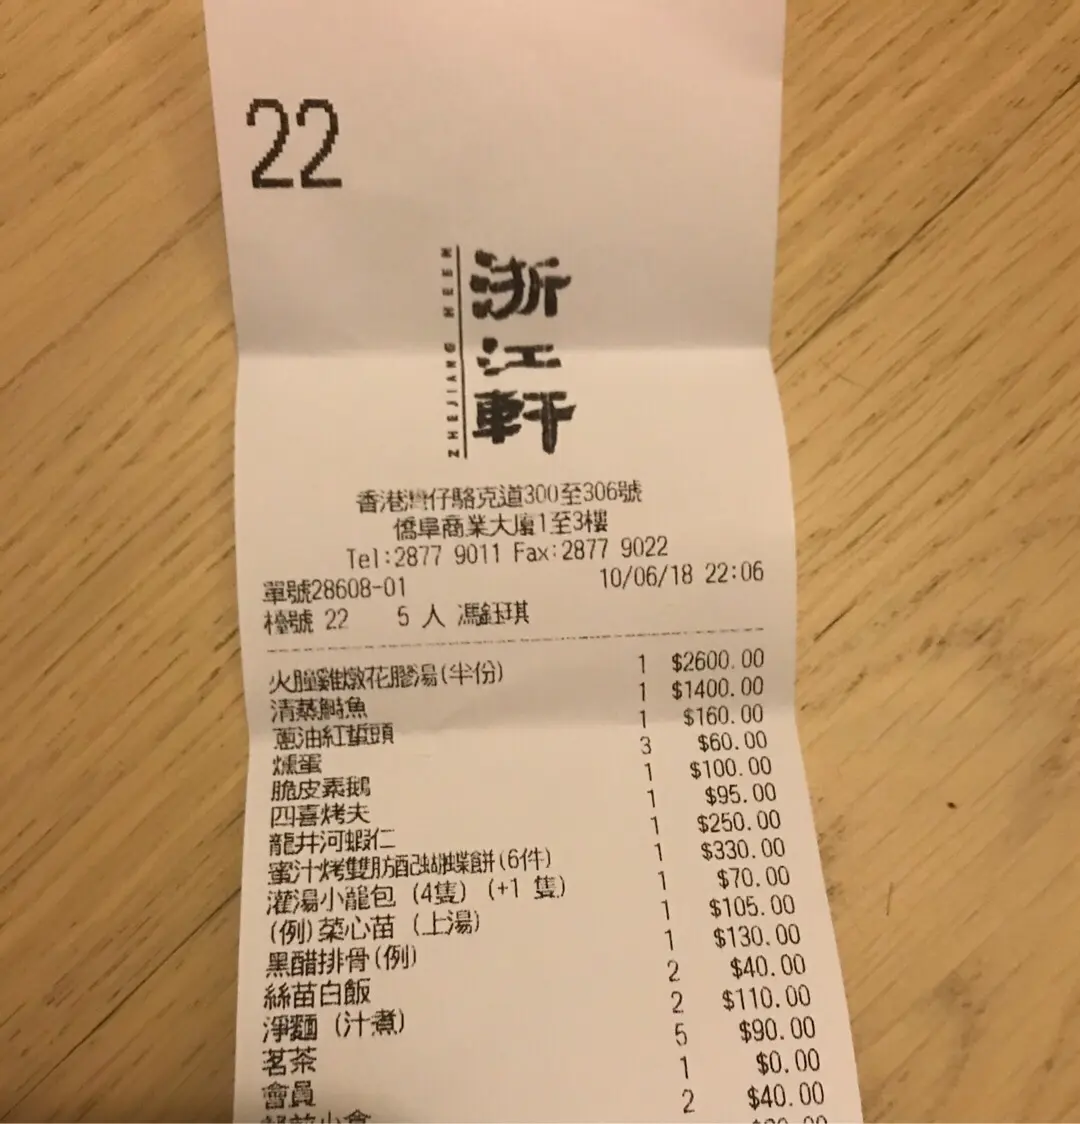 22
浙江軒
ZHEJIANG HEEN
香港灣仔駱克道300至306號
僑阜商業大廈1至3樓
Tel:2877 9011 Fax:2877 9022
單號28608-01 10/06/18 22:06
檯號 22 5 人 馮鈺琪
火腫雞燉花膠湯(半份) 1 $2600.00
清蒸鰣魚 1 $1400.00
蔥油紅蜇頭 1 $160.00
燻蛋 3 $60.00
脆皮素鵝 1 $100.00
四喜烤夫 1 $95.00
龍井河蝦仁 1 $250.00
蜜汁烤雙肪配蝴蝶餅(6件) 1 $330.00
灌湯小籠包 (4隻) (+1 隻) 1 $70.00
(例)菜心苗 (上湯) 1 $105.00
黑醋排骨(例) 1 $130.00
絲苗白飯 2 $40.00
淨麵 (汁煮) 2 $110.00
茗茶 5 $90.00
會員 1 $0.00
2 $40.00